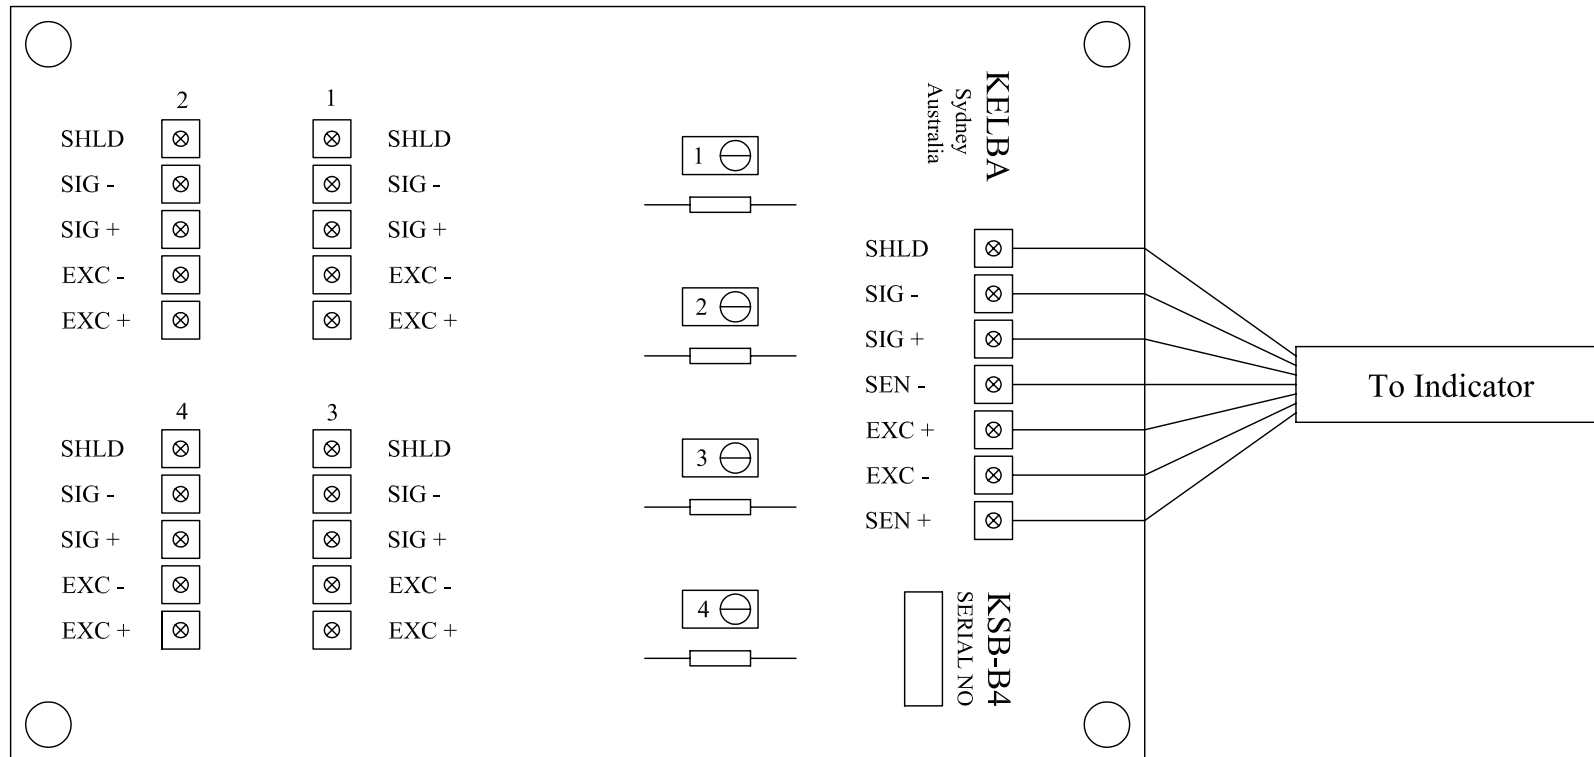 2
SHLD
SIG -
SIG +
EXC -
EXC +
1
SHLD
SIG -
SIG +
EXC -
EXC +
4
SHLD
SIG -
SIG +
EXC -
EXC +
3
SHLD
SIG -
SIG +
EXC -
EXC +
1
2
3
4
KELBA
Sydney
Australia
SHLD
SIG -
SIG +
SEN -
EXC +
EXC -
SEN +
KSB-B4
SERIAL NO
To Indicator